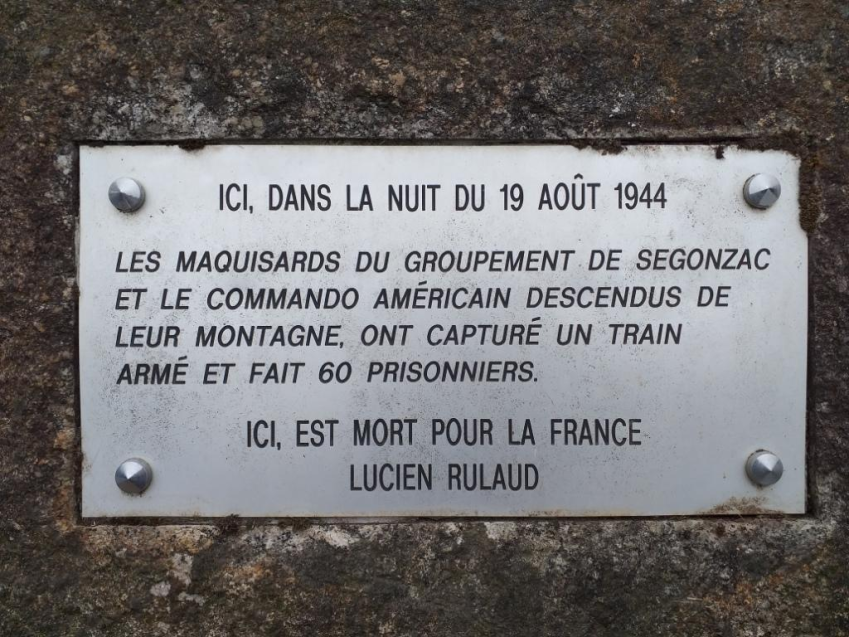 ICI, DANS LA NUIT DU 19 AOÛT 1944
LES MAQUISARDS DU GROUPEMENT DE SEGONZAC
ET LE COMMANDO AMÉRICAIN DESCENDUS DE
LEUR MONTAGNE, ONT CAPTURÉ UN TRAIN
ARMÉ ET FAIT 60 PRISONNIERS.
ICI, EST MORT POUR LA FRANCE
LUCIEN RULAUD